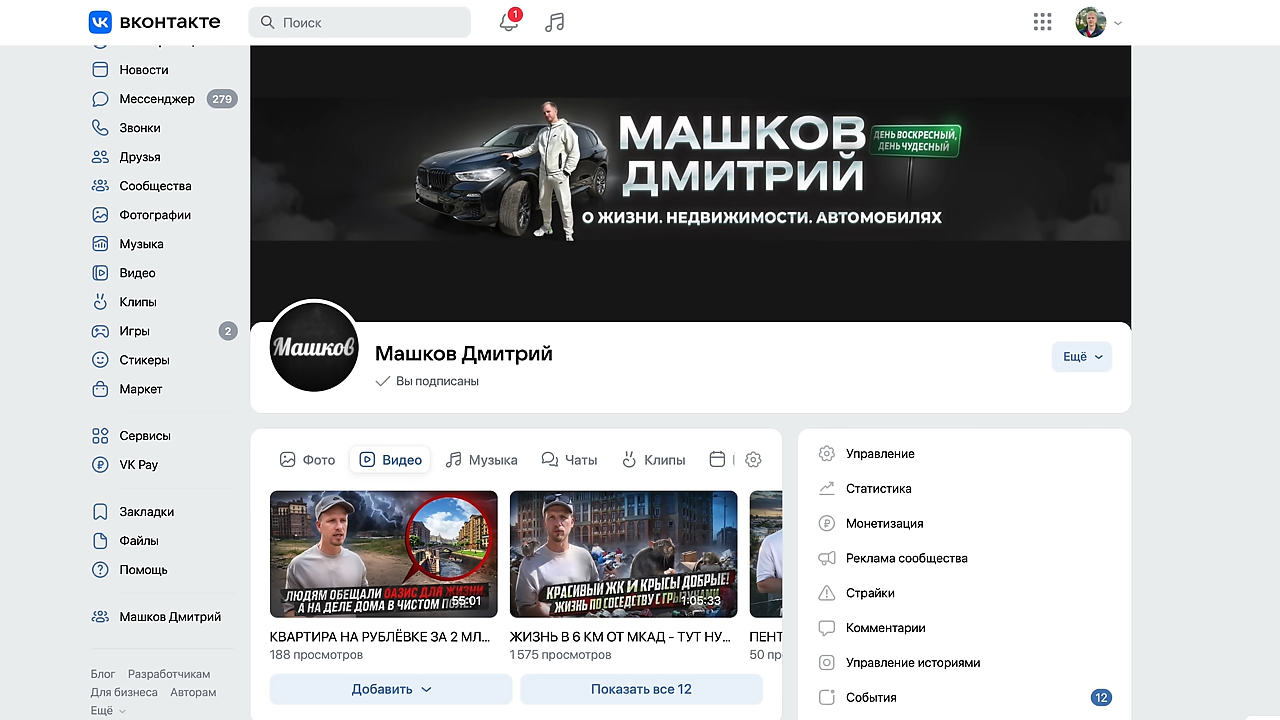 вконтакте
Поиск
1
Новости
Мессенджер 279
Звонки
Друзья
Сообщества
Фотографии
Музыка
Видео
Клипы
Игры 2
Стикеры
Маркет
Сервисы
VK Pay
Закладки
Файлы
Помощь
Машков Дмитрий
Блог Разработчикам
Для бизнеса Авторам
Ещё
МАШКОВ
ДМИТРИЙ
ДЕНЬ ВОСКРЕСНЫЙ,
ДЕНЬ ЧУДЕСНЫЙ
О ЖИЗНИ. НЕДВИЖИМОСТИ. АВТОМОБИЛЯХ
Машков
Машков Дмитрий
Вы подписаны
Ещё
Фото Видео Музыка Чаты Клипы
ЛЮДЯМ ОБЕЩАЛИ ОАЗИС ДЛЯ ЖИЗНИ
А НА ДЕЛЕ ДОМА В ЧИСТОМ
55:01
КРАСИВЫЙ ЖК И КРЫСЫ ДОБРЫЕ!
ЖИЗНЬ ПО СОСЕДСТВУ С ГРЫЗУНАМИ
1:05:33
КВАРТИРА НА РУБЛЁВКЕ ЗА 2 МЛ...
188 просмотров
ЖИЗНЬ В 6 КМ ОТ МКАД - ТУТ НУ...
1 575 просмотров
ПЕНТ
50 пр
Добавить
Показать все 12
Управление
Статистика
Монетизация
Реклама сообщества
Страйки
Комментарии
Управление историями
События 12